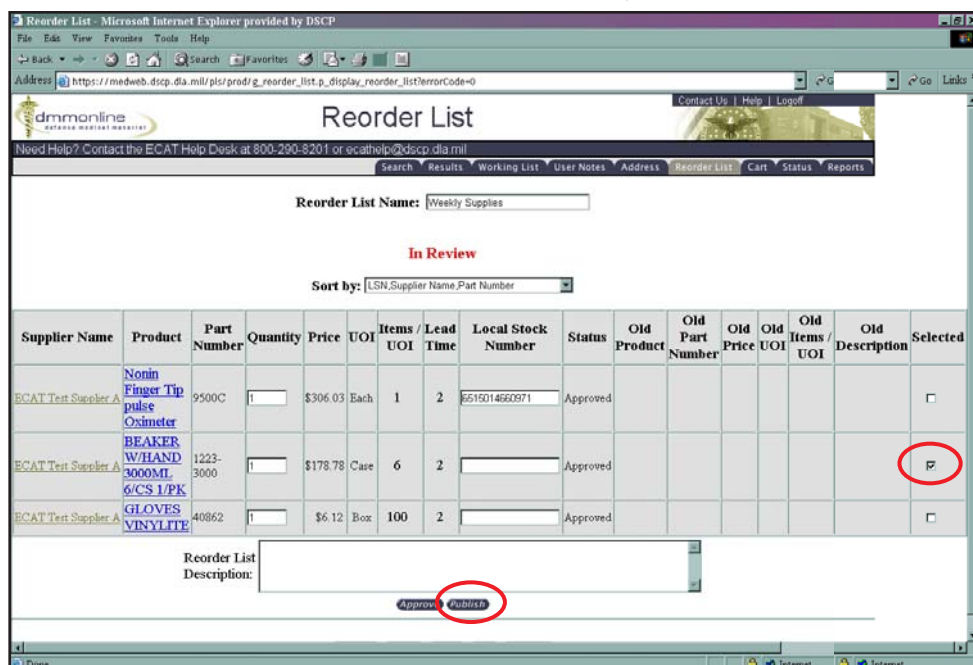 Reorder List - Microsoft Internet Explorer provided by DSCP
File Edit View Favorites Tools Help
Back Search Favorites
Address https://medweb.dscp.dla.mil/pls/prod/g_reorder_list.p_display_reorder_list?errorCode=0 Go Links
dmmonline Reorder List Contact Us | Help | Logoff
defense medical
Need Help? Contact the ECAT Help Desk at 800-290-8201 or ecathelp@dscp.dla.mil
Search Results Working List User Notes Address Reorder List Cart Status Reports
Reorder List Name: Weekly Supplies
In Review
Sort by: LSN,Supplier Name,Part Number
Supplier Name Product Part Number Quantity Price UOI Items / UOI Lead Time Local Stock Number Status Old Product Old Part Number Old Price Old UOI Old Items / UOI Old Description Selected
ECAT Test Supplier A Nonin Finger Tip pulse Oximeter 9500C 1 $306.03 Each 1 2 6515014660971 Approved
ECAT Test Supplier A BEAKER W/HAND 3000ML 6/CS 1/PK 1223-3000 1 $178.78 Case 6 2 Approved
ECAT Test Supplier A GLOVES VINYLITE 40862 1 $6.12 Box 100 2 Approved
Reorder List
Description:
Approve Publish
Done Internet Internet